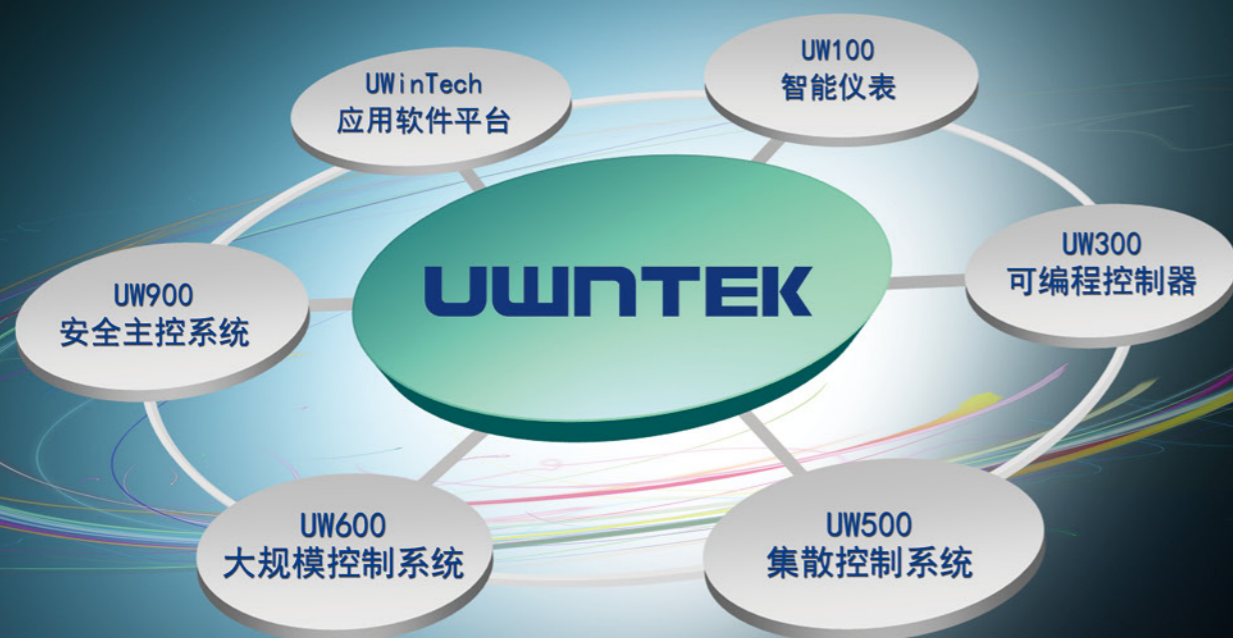 UWinTech
应用软件平台
UW100
智能仪表
UW900
安全主控系统
UWNTEK
UW300
可编程控制器
UW600
大规模控制系统
UW500
集散控制系统